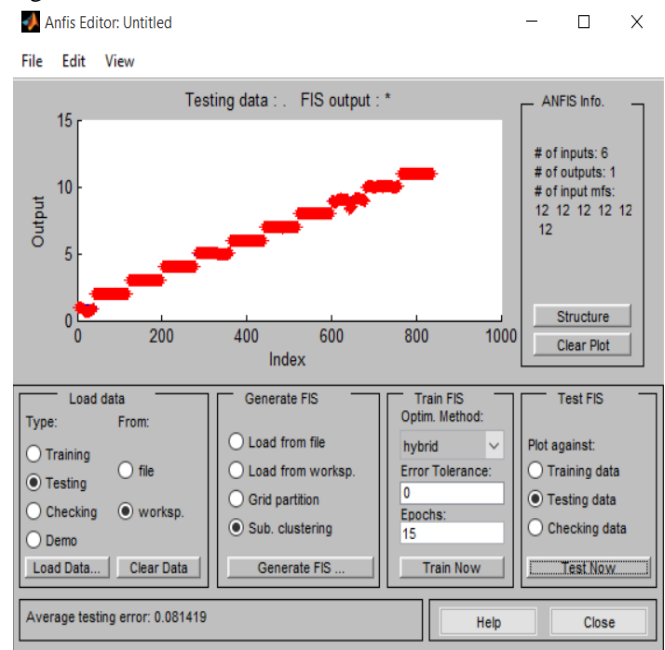 Anfis Editor: Untitled
File Edit View
Testing data : . FIS output : *
15
10
5
0
Output
0 200 400 600 800 1000
Index
ANFIS Info.
# of inputs: 6
# of outputs: 1
# of input mfs:
12 12 12 12 12
12
Structure
Clear Plot
Load data
Type: From:
Training
Testing
Checking
Demo
file
worksp.
Load Data... Clear Data
Generate FIS
Load from file
Load from worksp.
Grid partition
Sub. clustering
Generate FIS ...
Train FIS
Optim. Method:
hybrid
Error Tolerance:
0
Epochs:
15
Train Now
Test FIS
Plot against:
Training data
Testing data
Checking data
Test Now
Average testing error: 0.081419
Help
Close